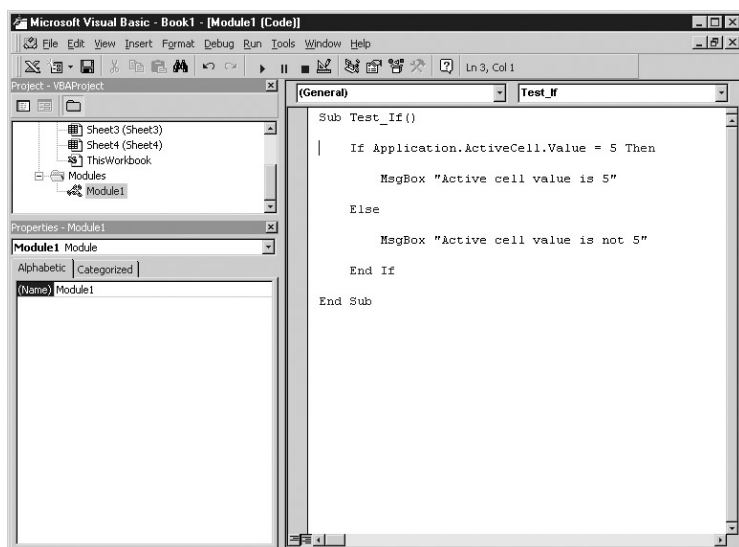 Microsoft Visual Basic - Book1 - [Module1 (Code)]
File Edit View Insert Format Debug Run Tools Window Help
Ln 3, Col 1
Project - VBAProject
Sheet3 (Sheet3)
Sheet4 (Sheet4)
ThisWorkbook
Modules
Module1
Properties - Module1
Module1 Module
Alphabetic Categorized
(Name) Module1
(General) Test_If
Sub Test_If()
If Application.ActiveCell.Value = 5 Then
MsgBox "Active cell value is 5"
Else
MsgBox "Active cell value is not 5"
End If
End Sub